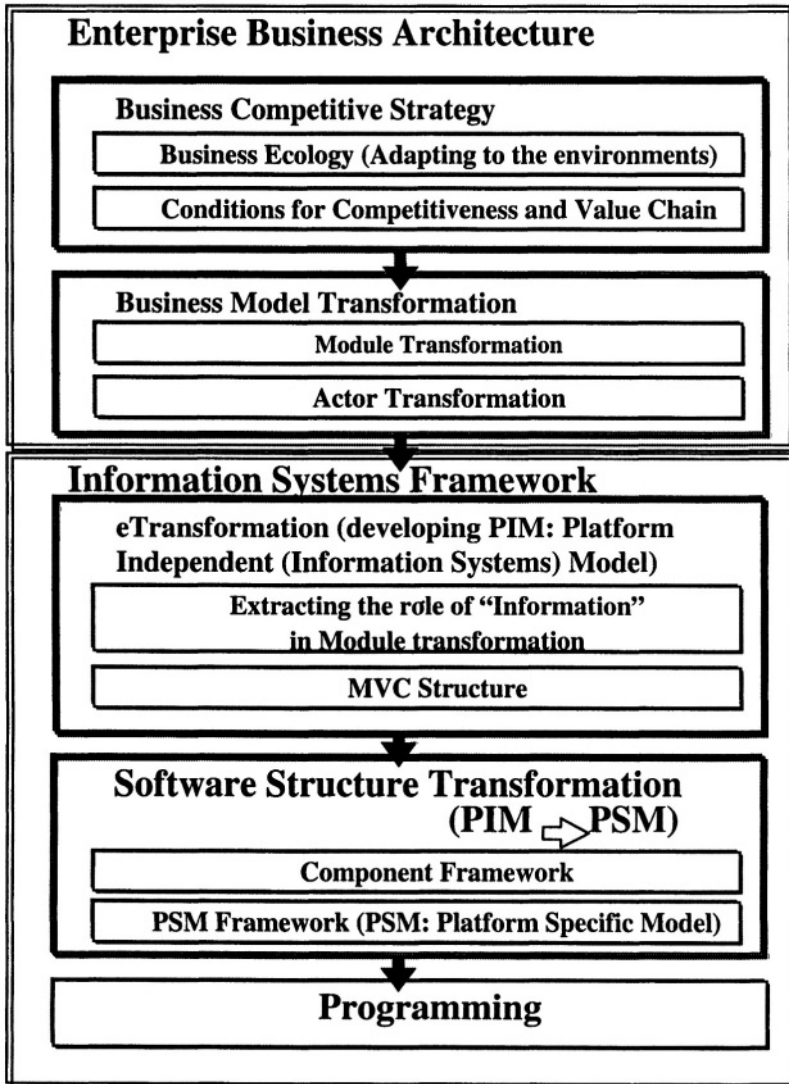 Enterprise Business Architecture
Business Competitive Strategy
Business Ecology (Adapting to the environments)
Conditions for Competitiveness and Value Chain
Business Model Transformation
Module Transformation
Actor Transformation
Information Systems Framework
eTransformation (developing PIM: Platform
Independent (Information Systems) Model)
Extracting the role of “Information”
in Module transformation
MVC Structure
Software Structure Transformation
(PIM ⇨ PSM)
Component Framework
PSM Framework (PSM: Platform Specific Model)
Programming